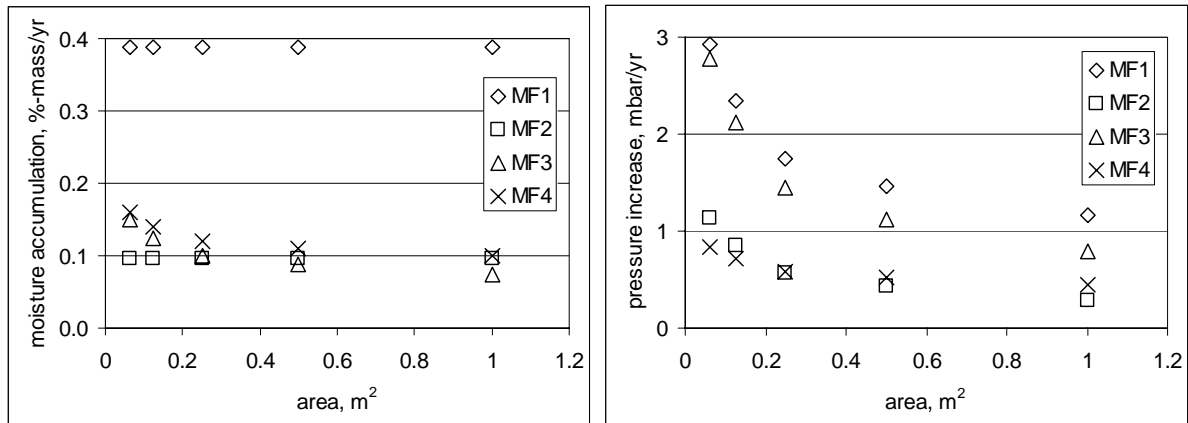 moisture accumulation, %-mass/yr
0.4
0.3
0.2
0.1
0.0
MF1
MF2
MF3
MF4
0 0.2 0.4 0.6 0.8 1 1.2
area, m²
pressure increase, mbar/yr
3
2
1
0
MF1
MF2
MF3
MF4
0 0.2 0.4 0.6 0.8 1 1.2
area, m²